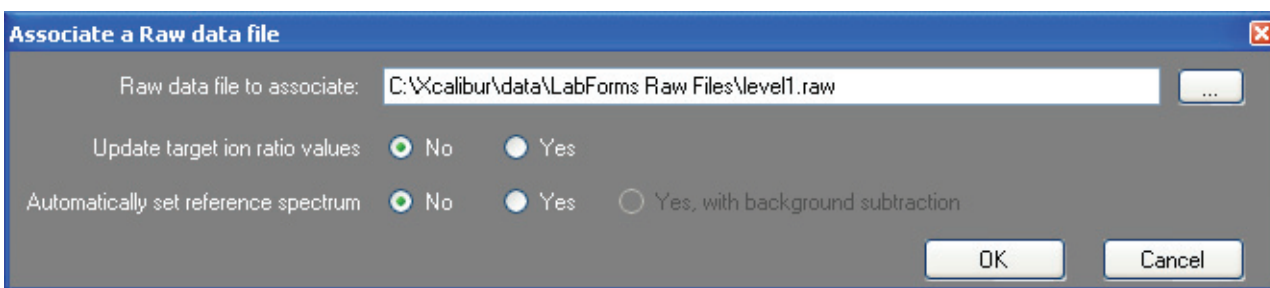 Associate a Raw data file
Raw data file to associate: C:\Xcalibur\data\LabForms Raw Files\level1.raw ...
Update target ion ratio values No Yes
Automatically set reference spectrum No Yes Yes, with background subtraction
OK Cancel